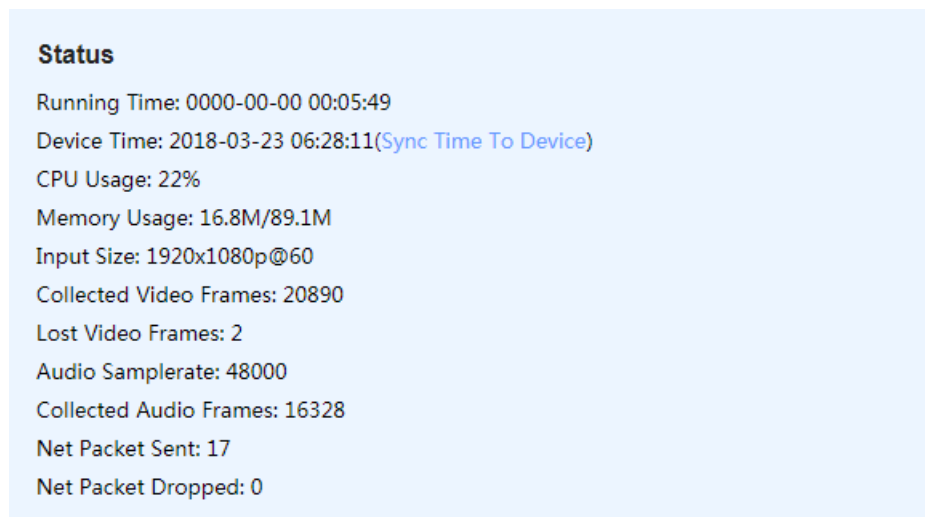 Status
Running Time: 0000-00-00 00:05:49
Device Time: 2018-03-23 06:28:11(Sync Time To Device)
CPU Usage: 22%
Memory Usage: 16.8M/89.1M
Input Size: 1920x1080p@60
Collected Video Frames: 20890
Lost Video Frames: 2
Audio Samplerate: 48000
Collected Audio Frames: 16328
Net Packet Sent: 17
Net Packet Dropped: 0